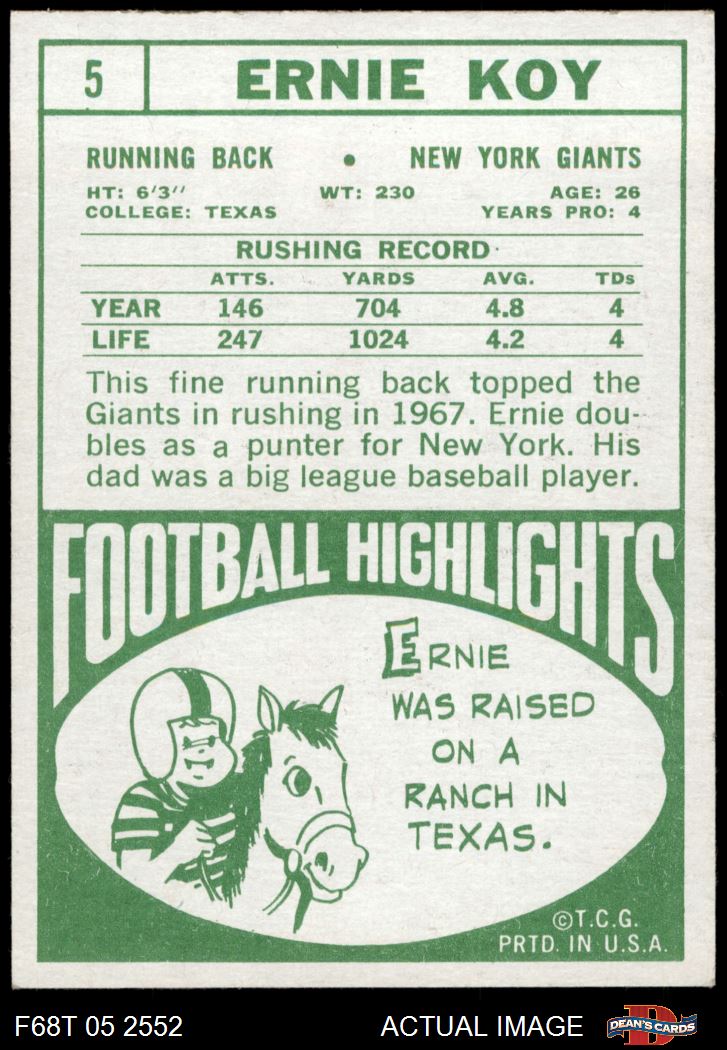 5 ERNIE KOY
RUNNING BACK • NEW YORK GIANTS
HT: 6'3" WT: 230 AGE: 26
COLLEGE: TEXAS YEARS PRO: 4
RUSHING RECORD
ATTS. YARDS AVG. TDs
YEAR 146 704 4.8 4
LIFE 247 1024 4.2 4
This fine running back topped the
Giants in rushing in 1967. Ernie dou-
bles as a punter for New York. His
dad was a big league baseball player.
FOOTBALL HIGHLIGHTS
ERNIE
WAS RAISED
ON A
RANCH IN
TEXAS.
©T.C.G.
PRTD. IN U.S.A.
F68T 05 2552 ACTUAL IMAGE DEAN'S CARDS